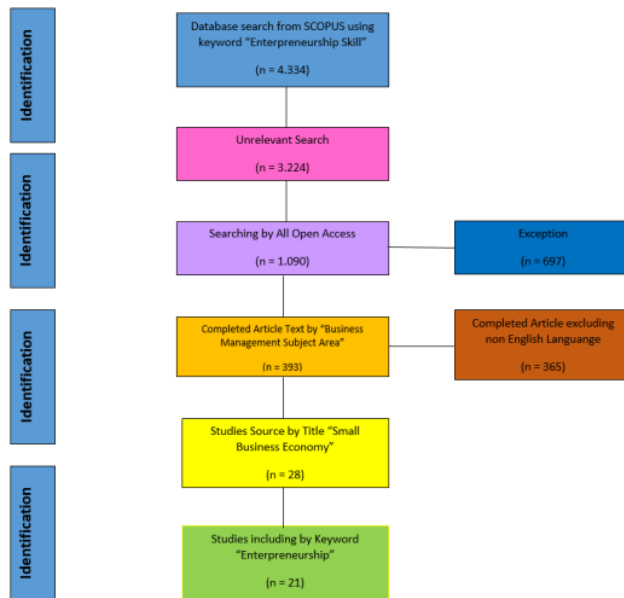 Identification
Database search from SCOPUS using
keyword "Enterpreneurship Skill"
(n = 4.334)
Unrelevant Search
(n = 3.224)
Identification
Searching by All Open Access
(n = 1.090)
Exception
(n = 697)
Identification
Completed Article Text by "Business
Management Subject Area"
(n = 393)
Completed Article excluding
non English Languange
(n = 365)
Studies Source by Title "Small
Business Economy"
(n = 28)
Identification
Studies including by Keyword
"Enterpreneurship"
(n = 21)